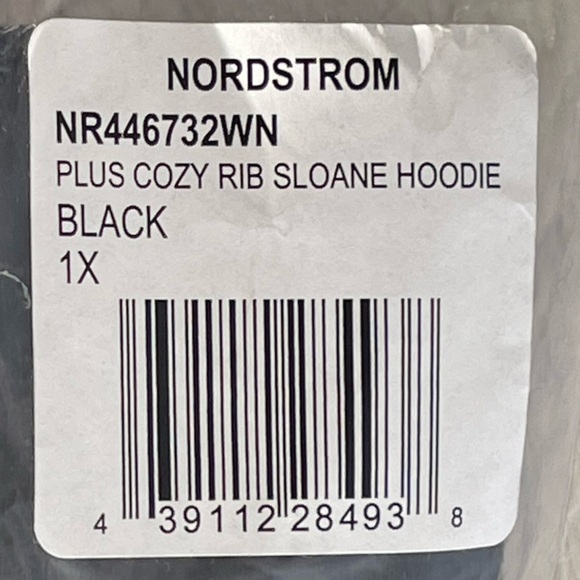 NORDSTROM
NR446732WN
PLUS COZY RIB SLOANE HOODIE
BLACK
1X
4 39112 28493 8